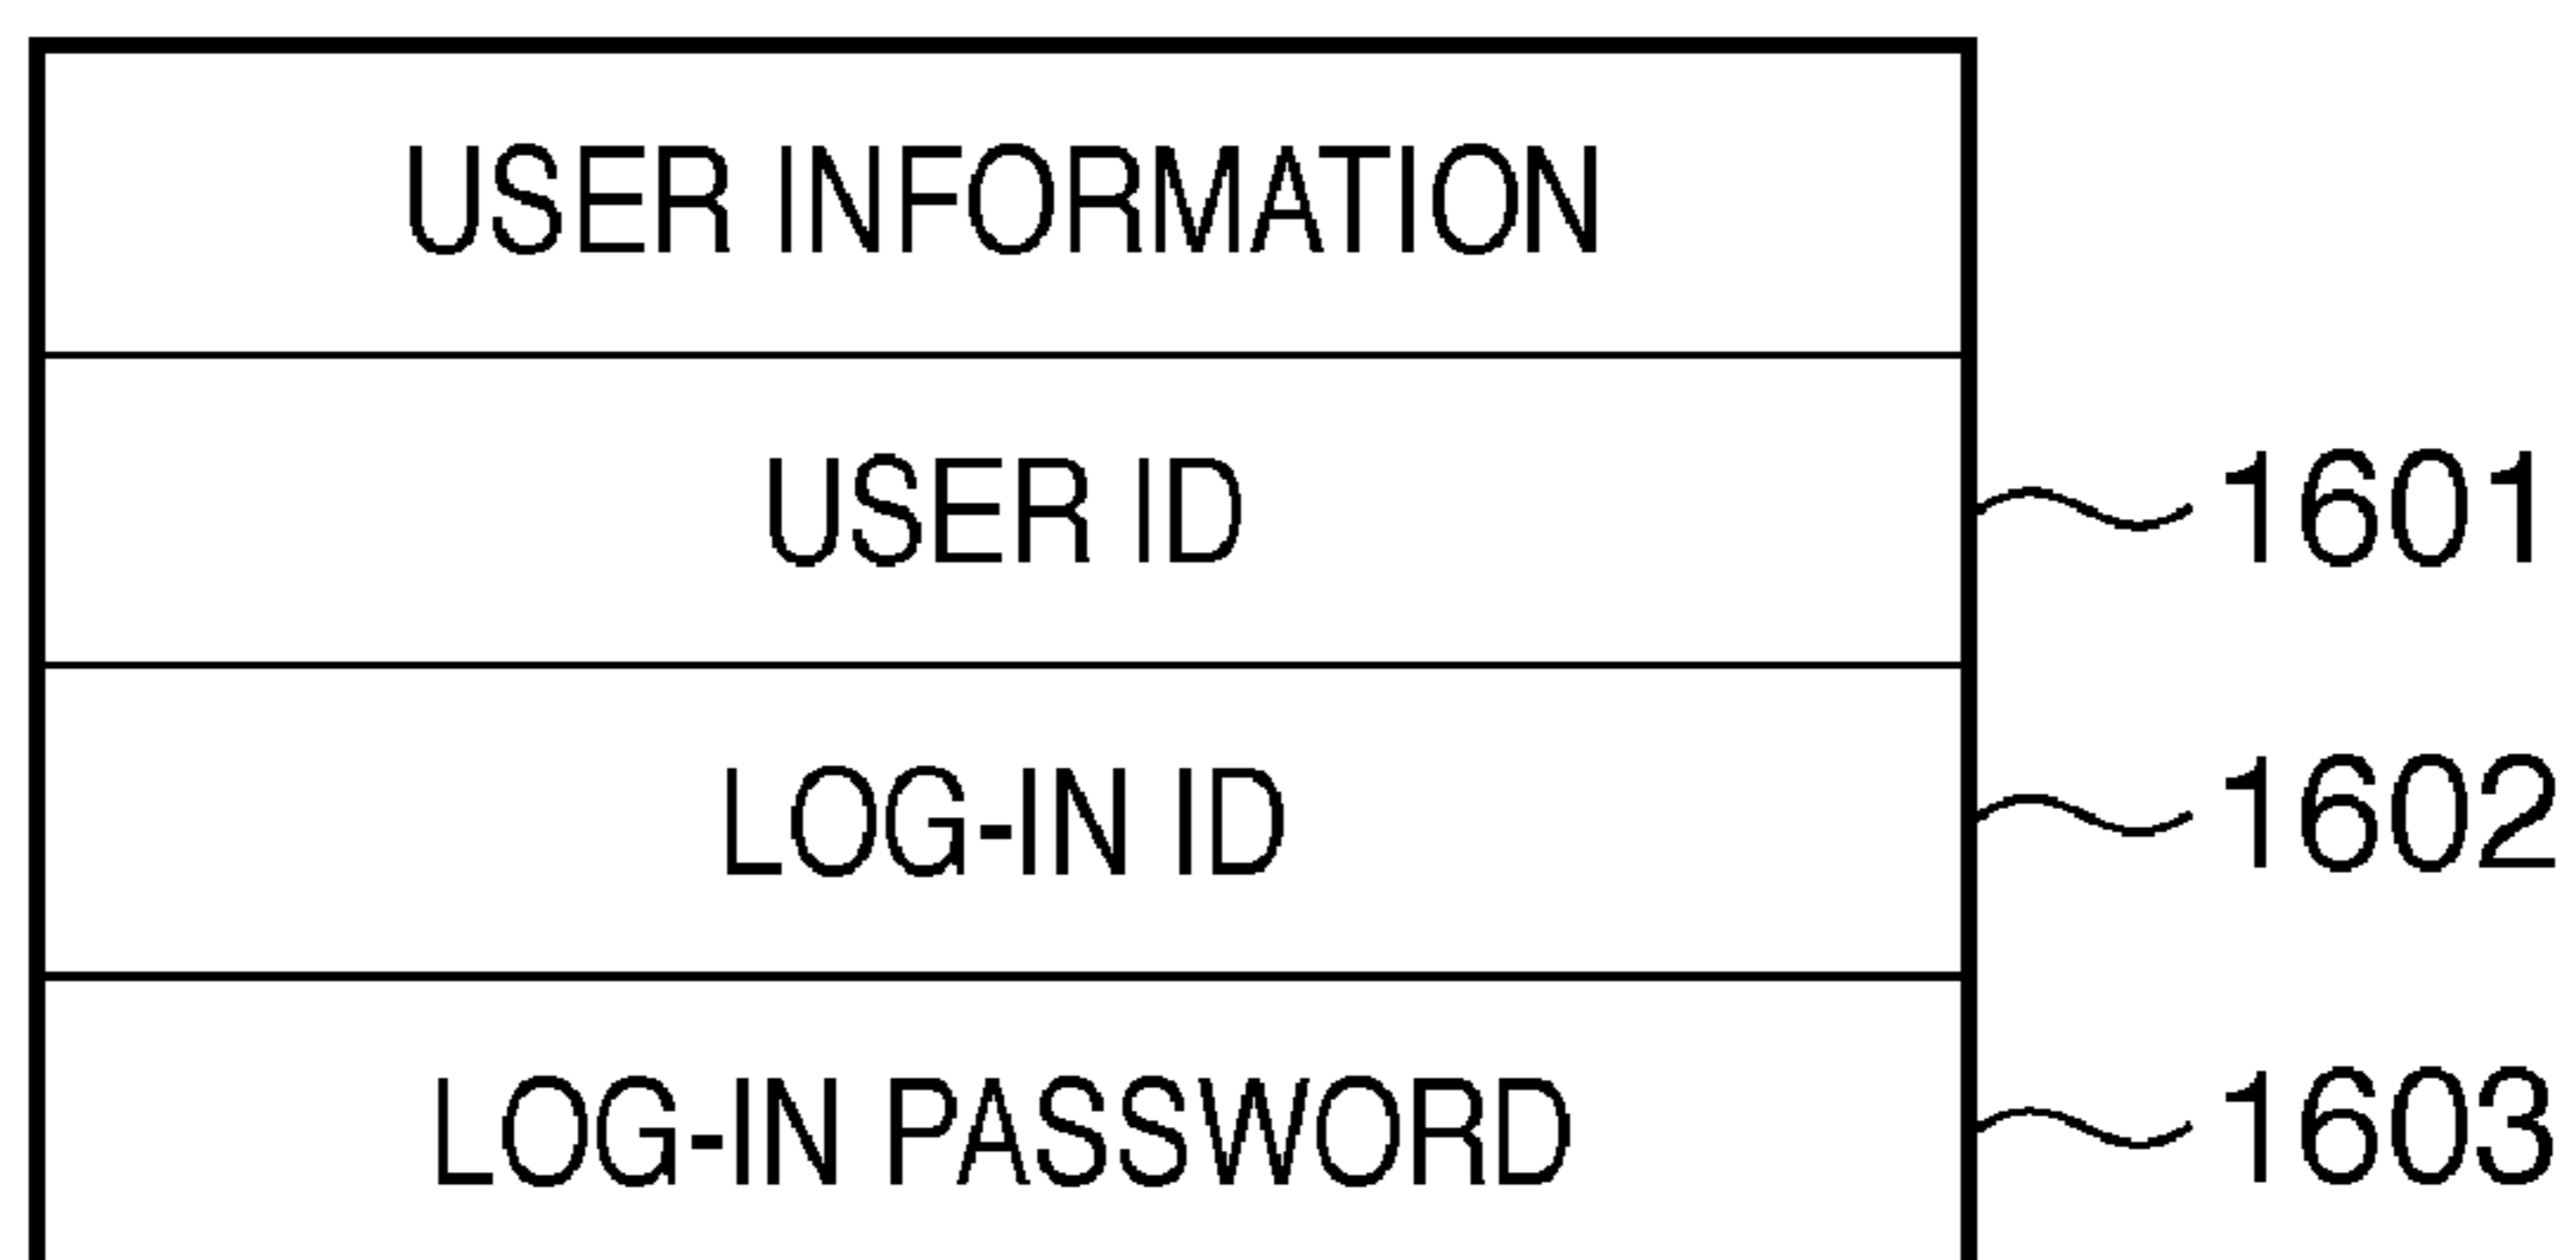 USER INFORMATION
USER ID 1601
LOG-IN ID 1602
LOG-IN PASSWORD 1603